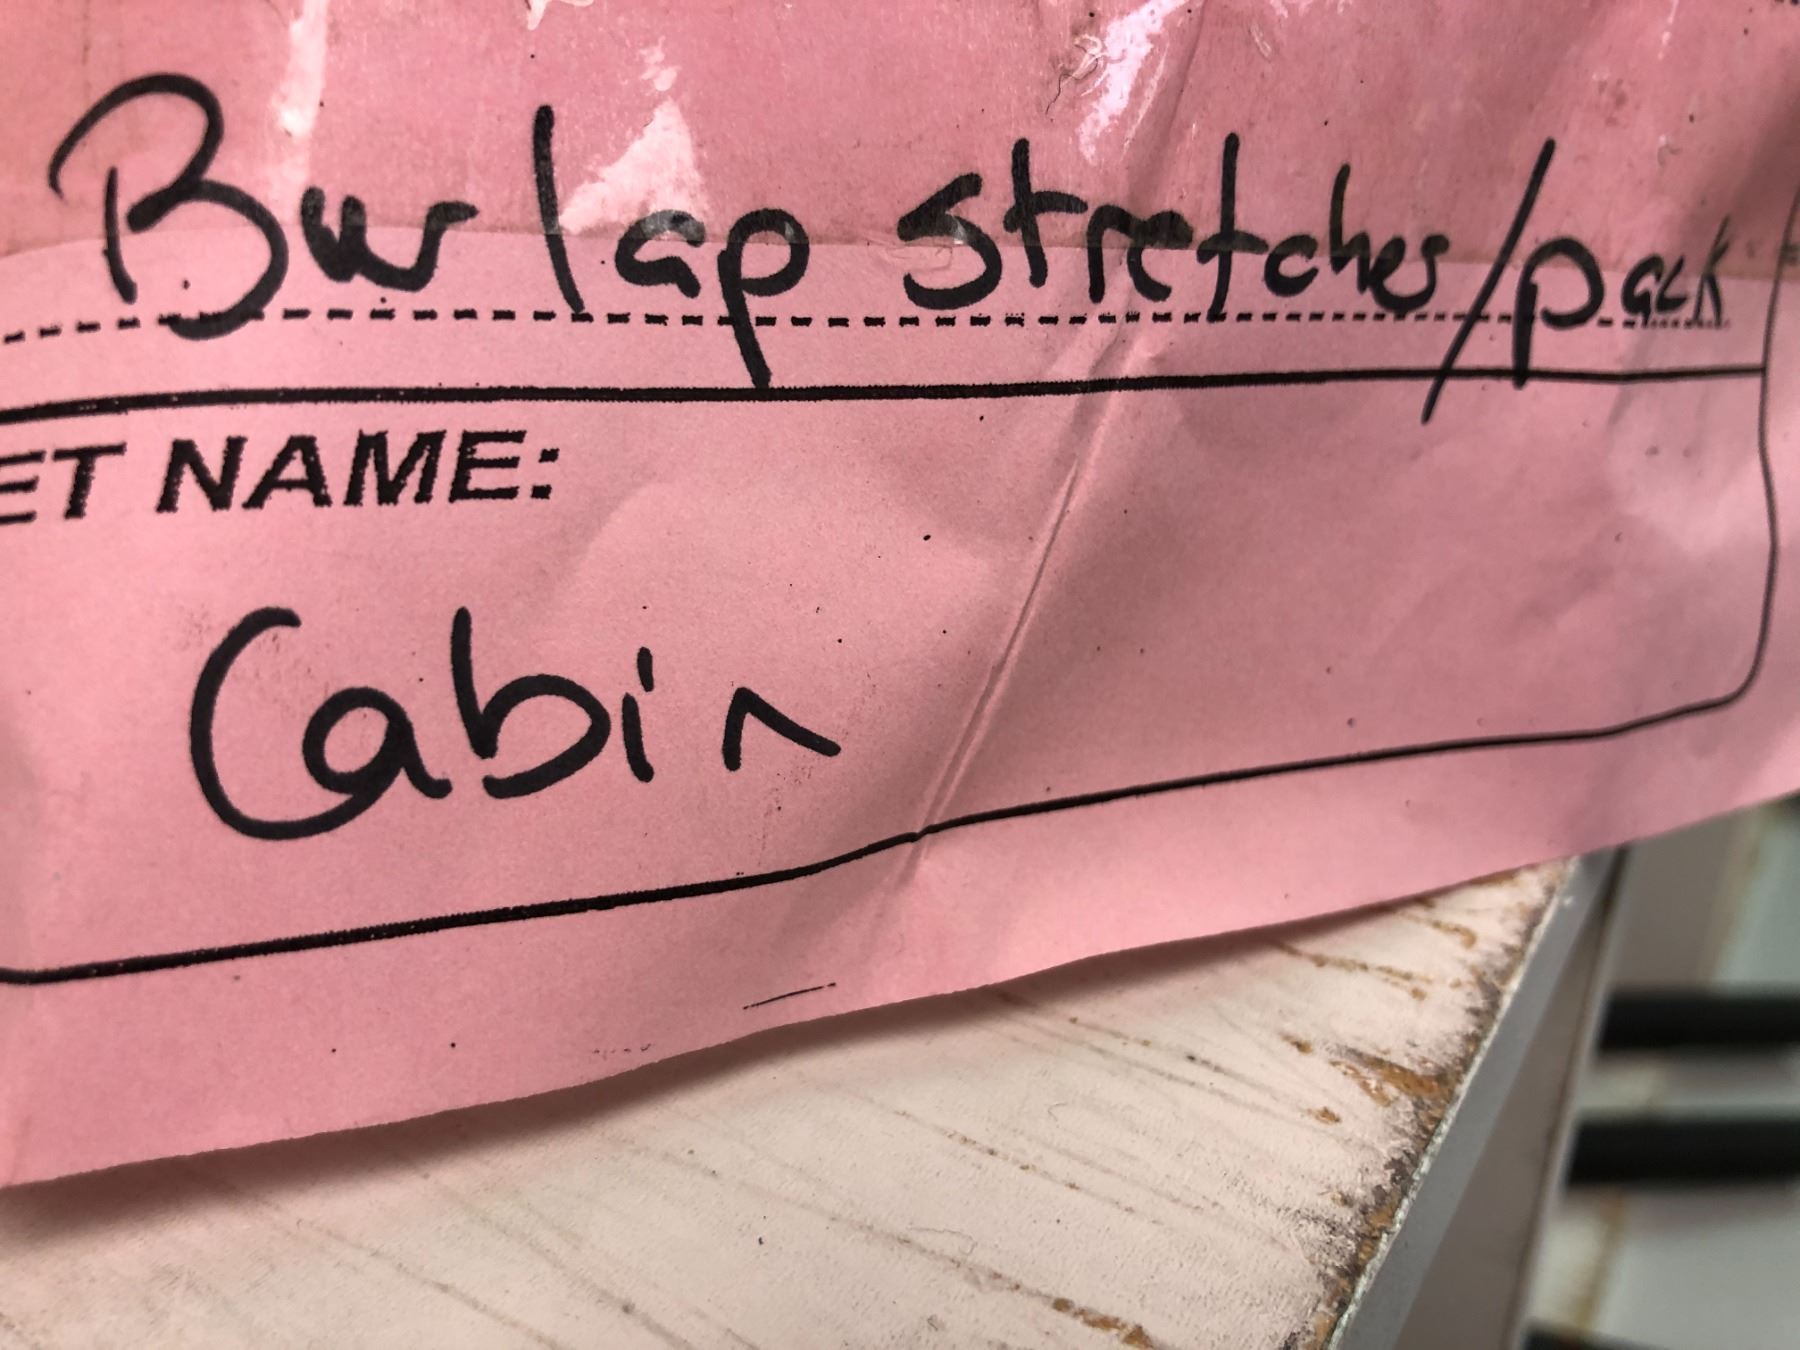 Burlap stretches/pack
ET NAME:
Cabin